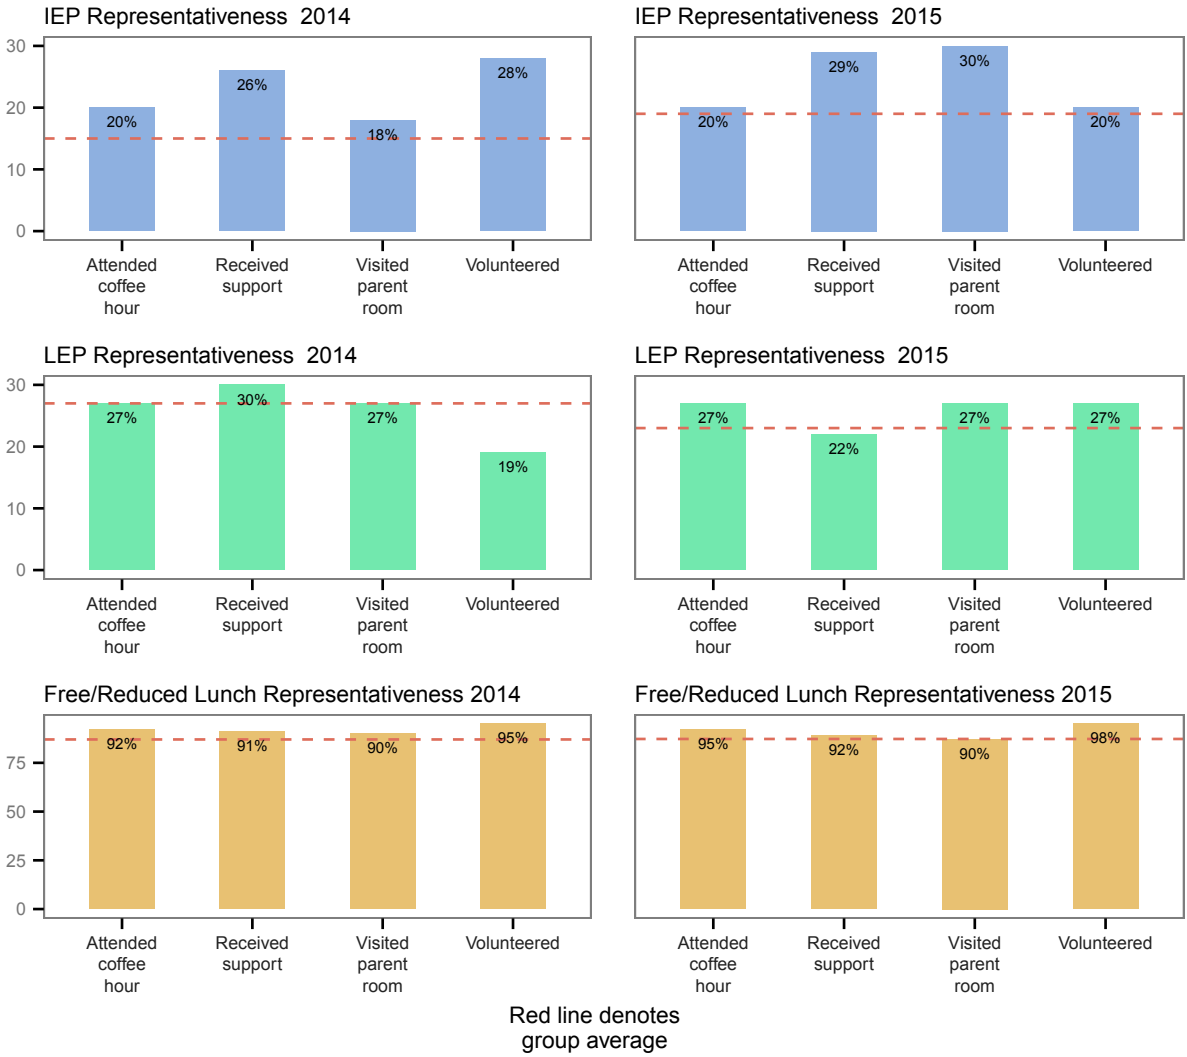 IEP Representativeness  2014
30
20
10
0
20%
26%
18%
28%
Attended
coffee
hour
Received
support
Visited
parent
room
Volunteered
IEP Representativeness  2015
20%
29%
30%
20%
Attended
coffee
hour
Received
support
Visited
parent
room
Volunteered
LEP Representativeness  2014
30
20
10
0
27%
30%
27%
19%
Attended
coffee
hour
Received
support
Visited
parent
room
Volunteered
LEP Representativeness  2015
27%
22%
27%
27%
Attended
coffee
hour
Received
support
Visited
parent
room
Volunteered
Free/Reduced Lunch Representativeness 2014
75
50
25
0
92%
91%
90%
95%
Attended
coffee
hour
Received
support
Visited
parent
room
Volunteered
Free/Reduced Lunch Representativeness 2015
95%
92%
90%
98%
Attended
coffee
hour
Received
support
Visited
parent
room
Volunteered
Red line denotes
group average